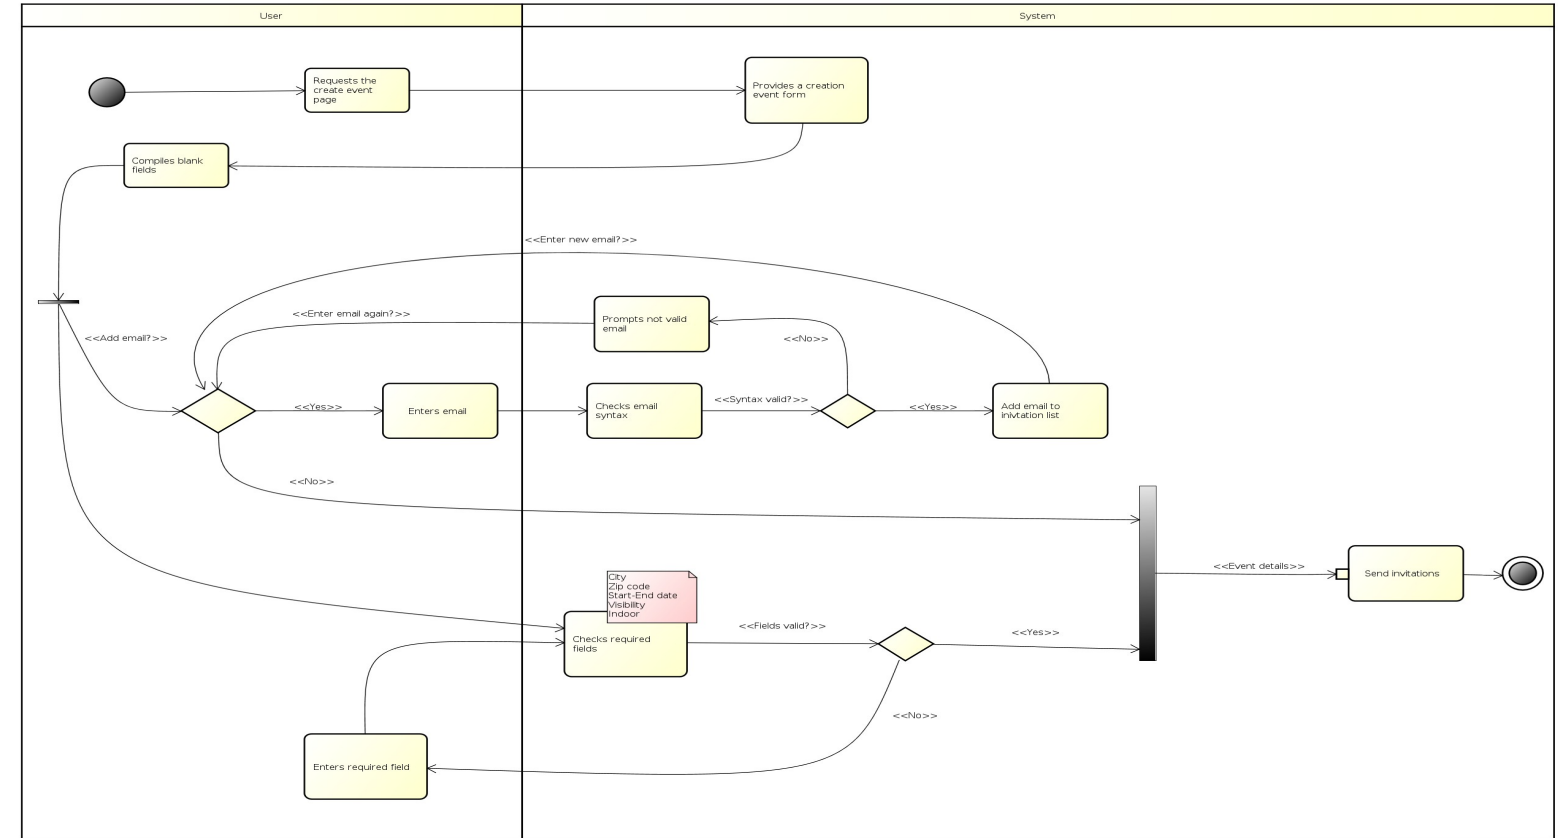 User
System
Requests the
create event
page
Provides a creation
event form
Compiles blank
fields
<<Enter new email?>>
<<Enter email again?>>
Prompts not valid
email
<<No>>
<<Add email?>>
<<Yes>>
Enters email
Checks email
syntax
<<Syntax valid?>>
<<Yes>>
Add email to
inivtation list
<<No>>
<<Event details>>
Send invitations
City
Zip code
Start-End date
Visibility
Indoor
Checks required
fields
<<Fields valid?>>
<<Yes>>
<<No>>
Enters required field